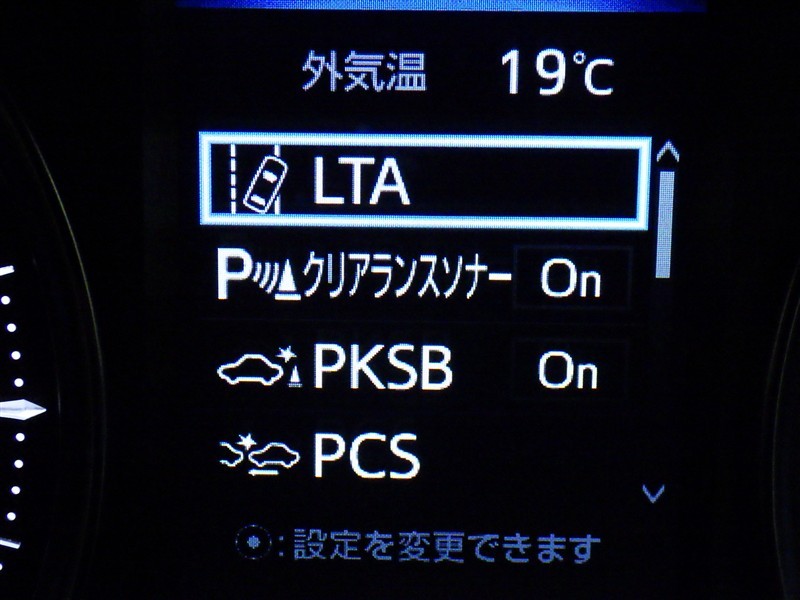 外気温 19℃
LTA
P クリアランスソナー On
PKSB On
PCS
:設定を変更できます